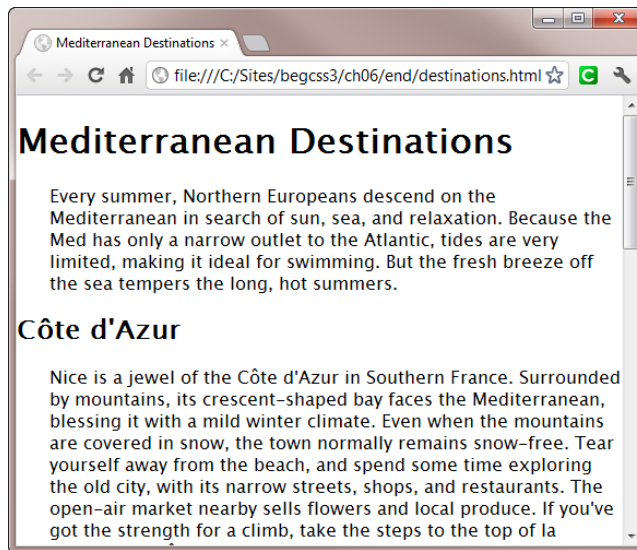 Mediterranean Destinations
file:///C:/Sites/begcss3/ch06/end/destinations.html
Mediterranean Destinations
Every summer, Northern Europeans descend on the
Mediterranean in search of sun, sea, and relaxation. Because the
Med has only a narrow outlet to the Atlantic, tides are very
limited, making it ideal for swimming. But the fresh breeze off
the sea tempers the long, hot summers.
Côte d'Azur
Nice is a jewel of the Côte d'Azur in Southern France. Surrounded
by mountains, its crescent-shaped bay faces the Mediterranean,
blessing it with a mild winter climate. Even when the mountains
are covered in snow, the town normally remains snow-free. Tear
yourself away from the beach, and spend some time exploring
the old city, with its narrow streets, shops, and restaurants. The
open-air market nearby sells flowers and local produce. If you've
got the strength for a climb, take the steps to the top of la